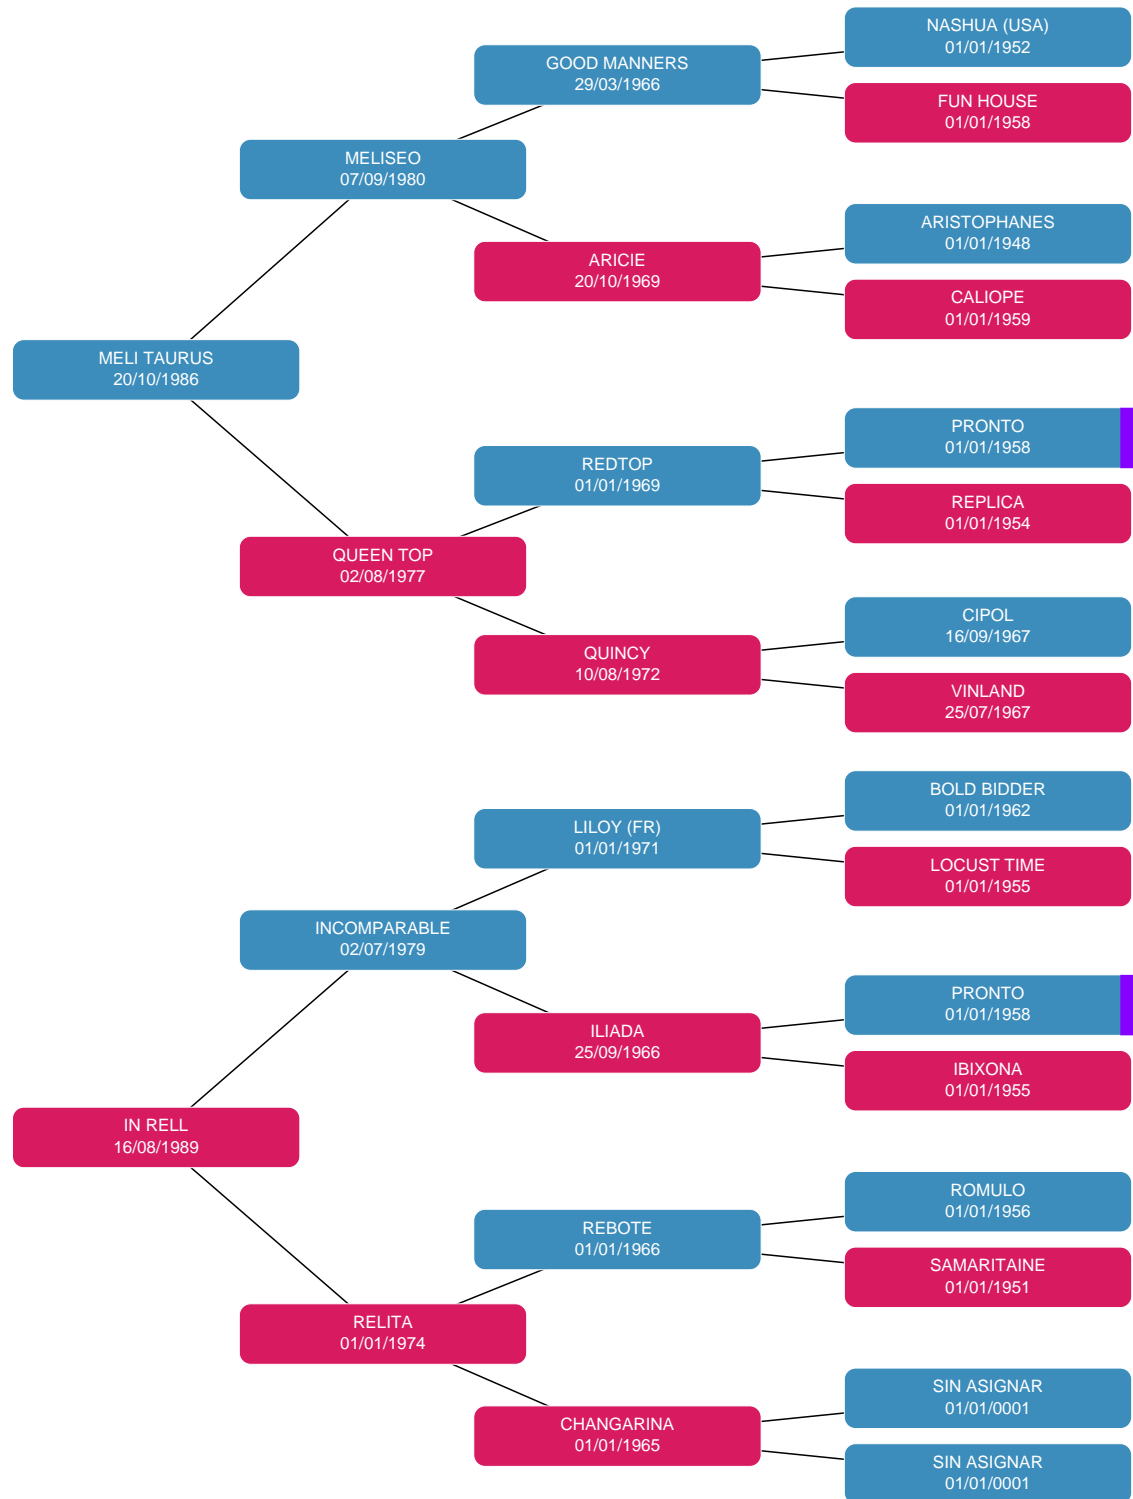 NASHUA (USA)
01/01/1952
GOOD MANNERS
29/03/1966
FUN HOUSE
01/01/1958
MELISEO
07/09/1980
ARISTOPHANES
01/01/1948
ARICIE
20/10/1969
CALIOPE
01/01/1959
MELI TAURUS
20/10/1986
PRONTO
01/01/1958
REDTOP
01/01/1969
REPLICA
01/01/1954
QUEEN TOP
02/08/1977
CIPOL
16/09/1967
QUINCY
10/08/1972
VINLAND
25/07/1967
BOLD BIDDER
01/01/1962
LILOY (FR)
01/01/1971
LOCUST TIME
01/01/1955
INCOMPARABLE
02/07/1979
PRONTO
01/01/1958
ILIADA
25/09/1966
IBIXONA
01/01/1955
IN RELL
16/08/1989
ROMULO
01/01/1956
REBOTE
01/01/1966
SAMARITAINE
01/01/1951
RELITA
01/01/1974
SIN ASIGNAR
01/01/0001
CHANGARINA
01/01/1965
SIN ASIGNAR
01/01/0001